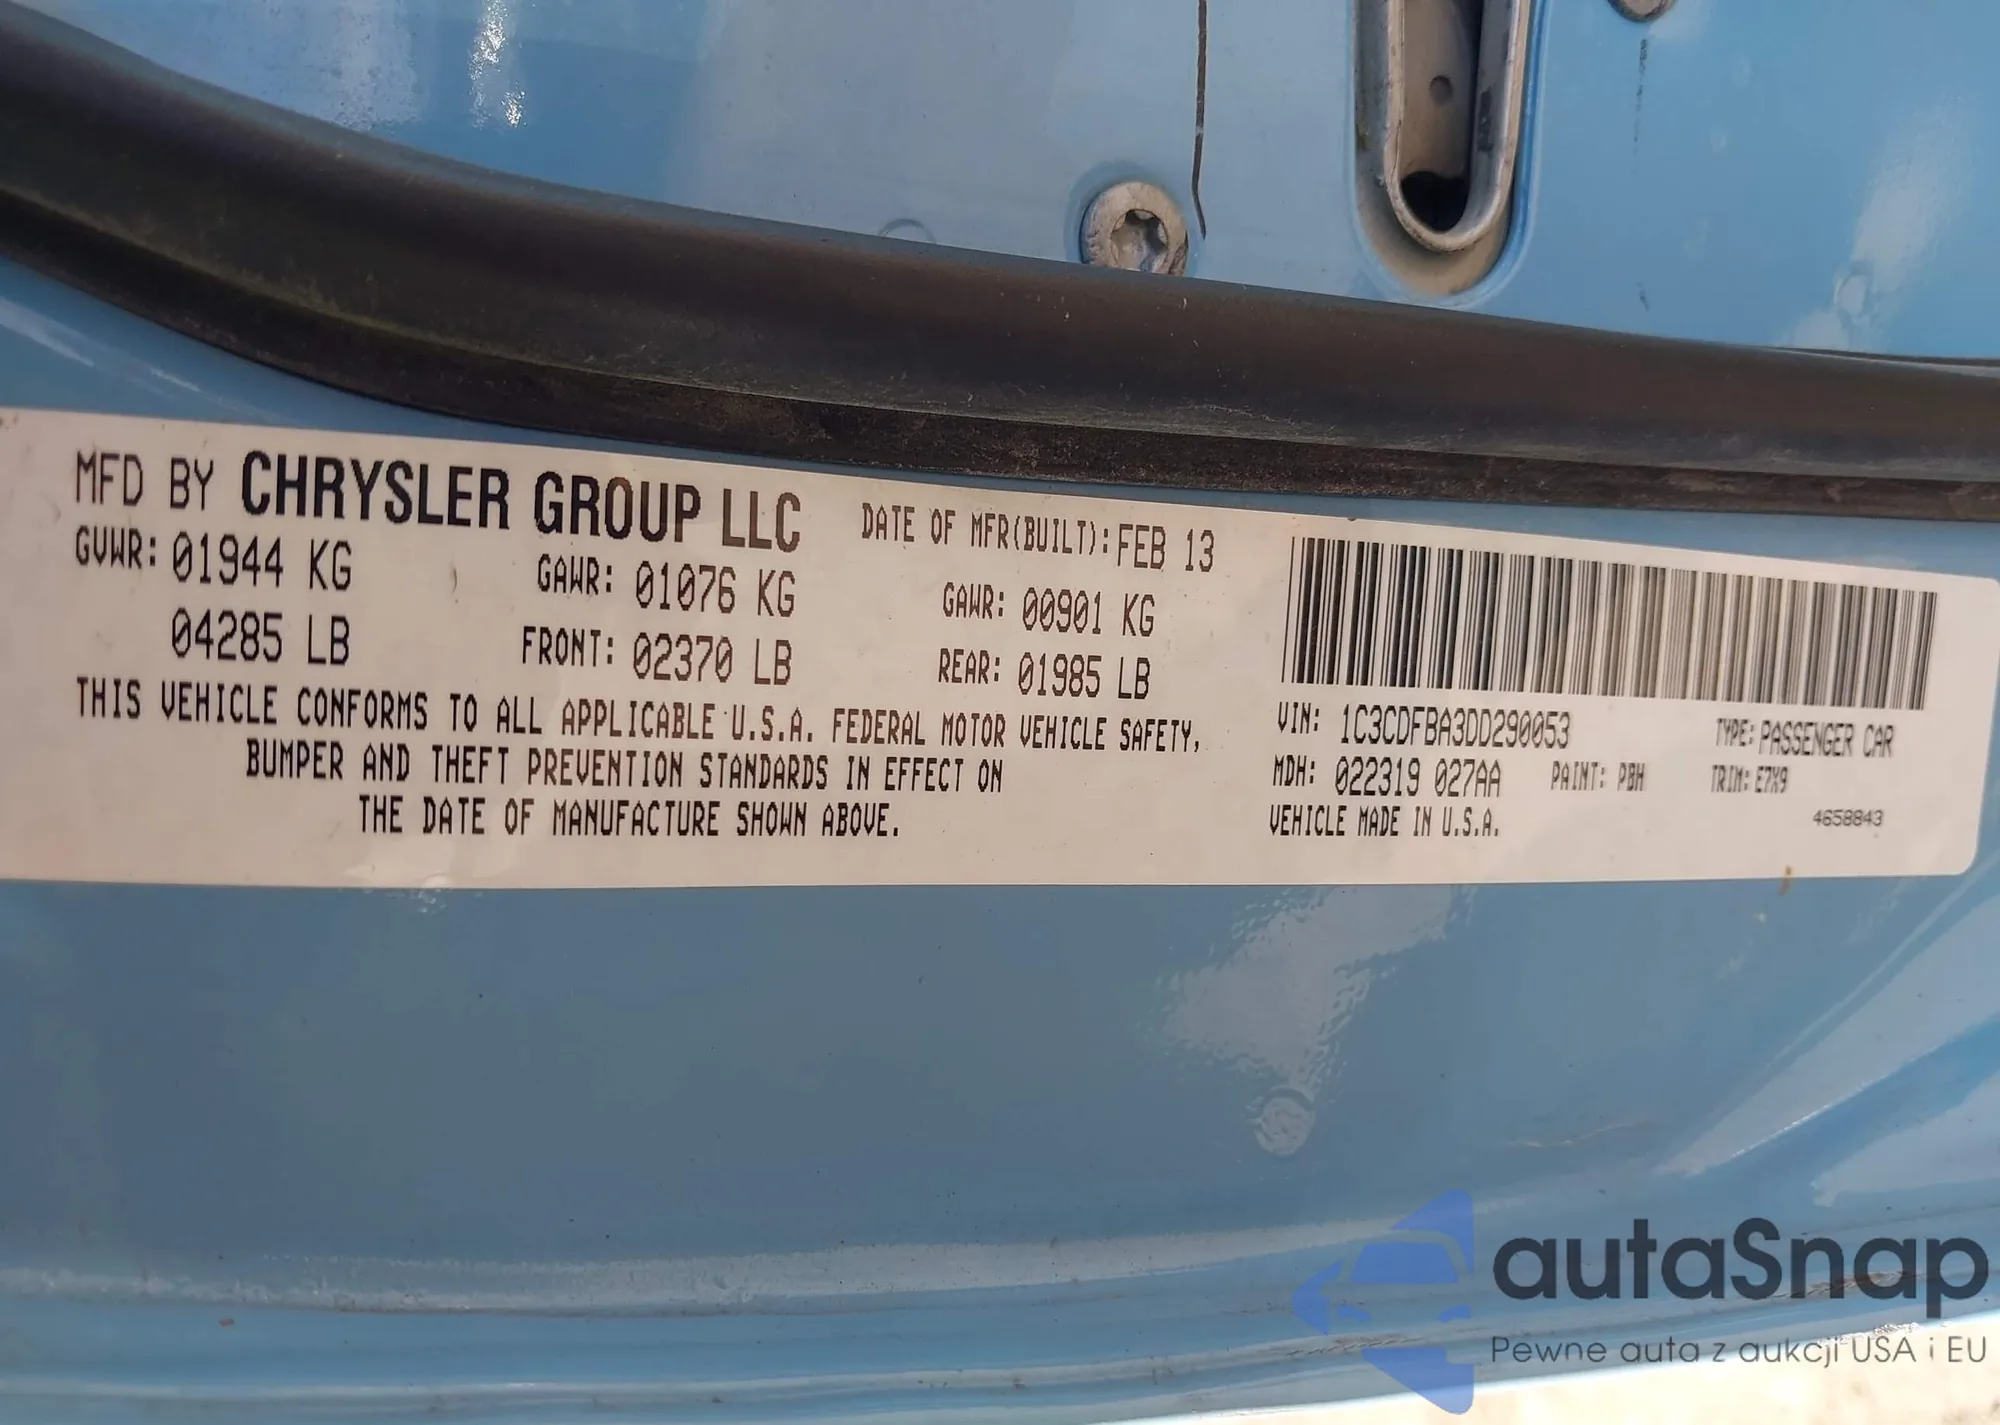 MFD BY CHRYSLER GROUP LLC DATE OF MFR(BUILT): FEB 13
GVWR: 01944 KG GAWR: 01076 KG GAWR: 00901 KG
04285 LB FRONT: 02370 LB REAR: 01985 LB
THIS VEHICLE CONFORMS TO ALL APPLICABLE U.S.A. FEDERAL MOTOR VEHICLE SAFETY,
BUMPER AND THEFT PREVENTION STANDARDS IN EFFECT ON
THE DATE OF MANUFACTURE SHOWN ABOVE.
VIN: 1C3CDFBA3DD290053 TYPE: PASSENGER CAR
MDH: 022319 027AA PAINT: PBH TRIM: E7X9
VEHICLE MADE IN U.S.A. 4658843
autaSnap
Pewne auta z aukcji USA i EU